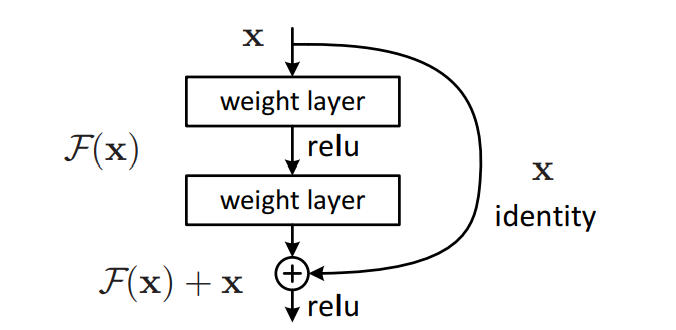 x
weight layer
relu
F(x)
weight layer
x
identity
F(x) + x
relu